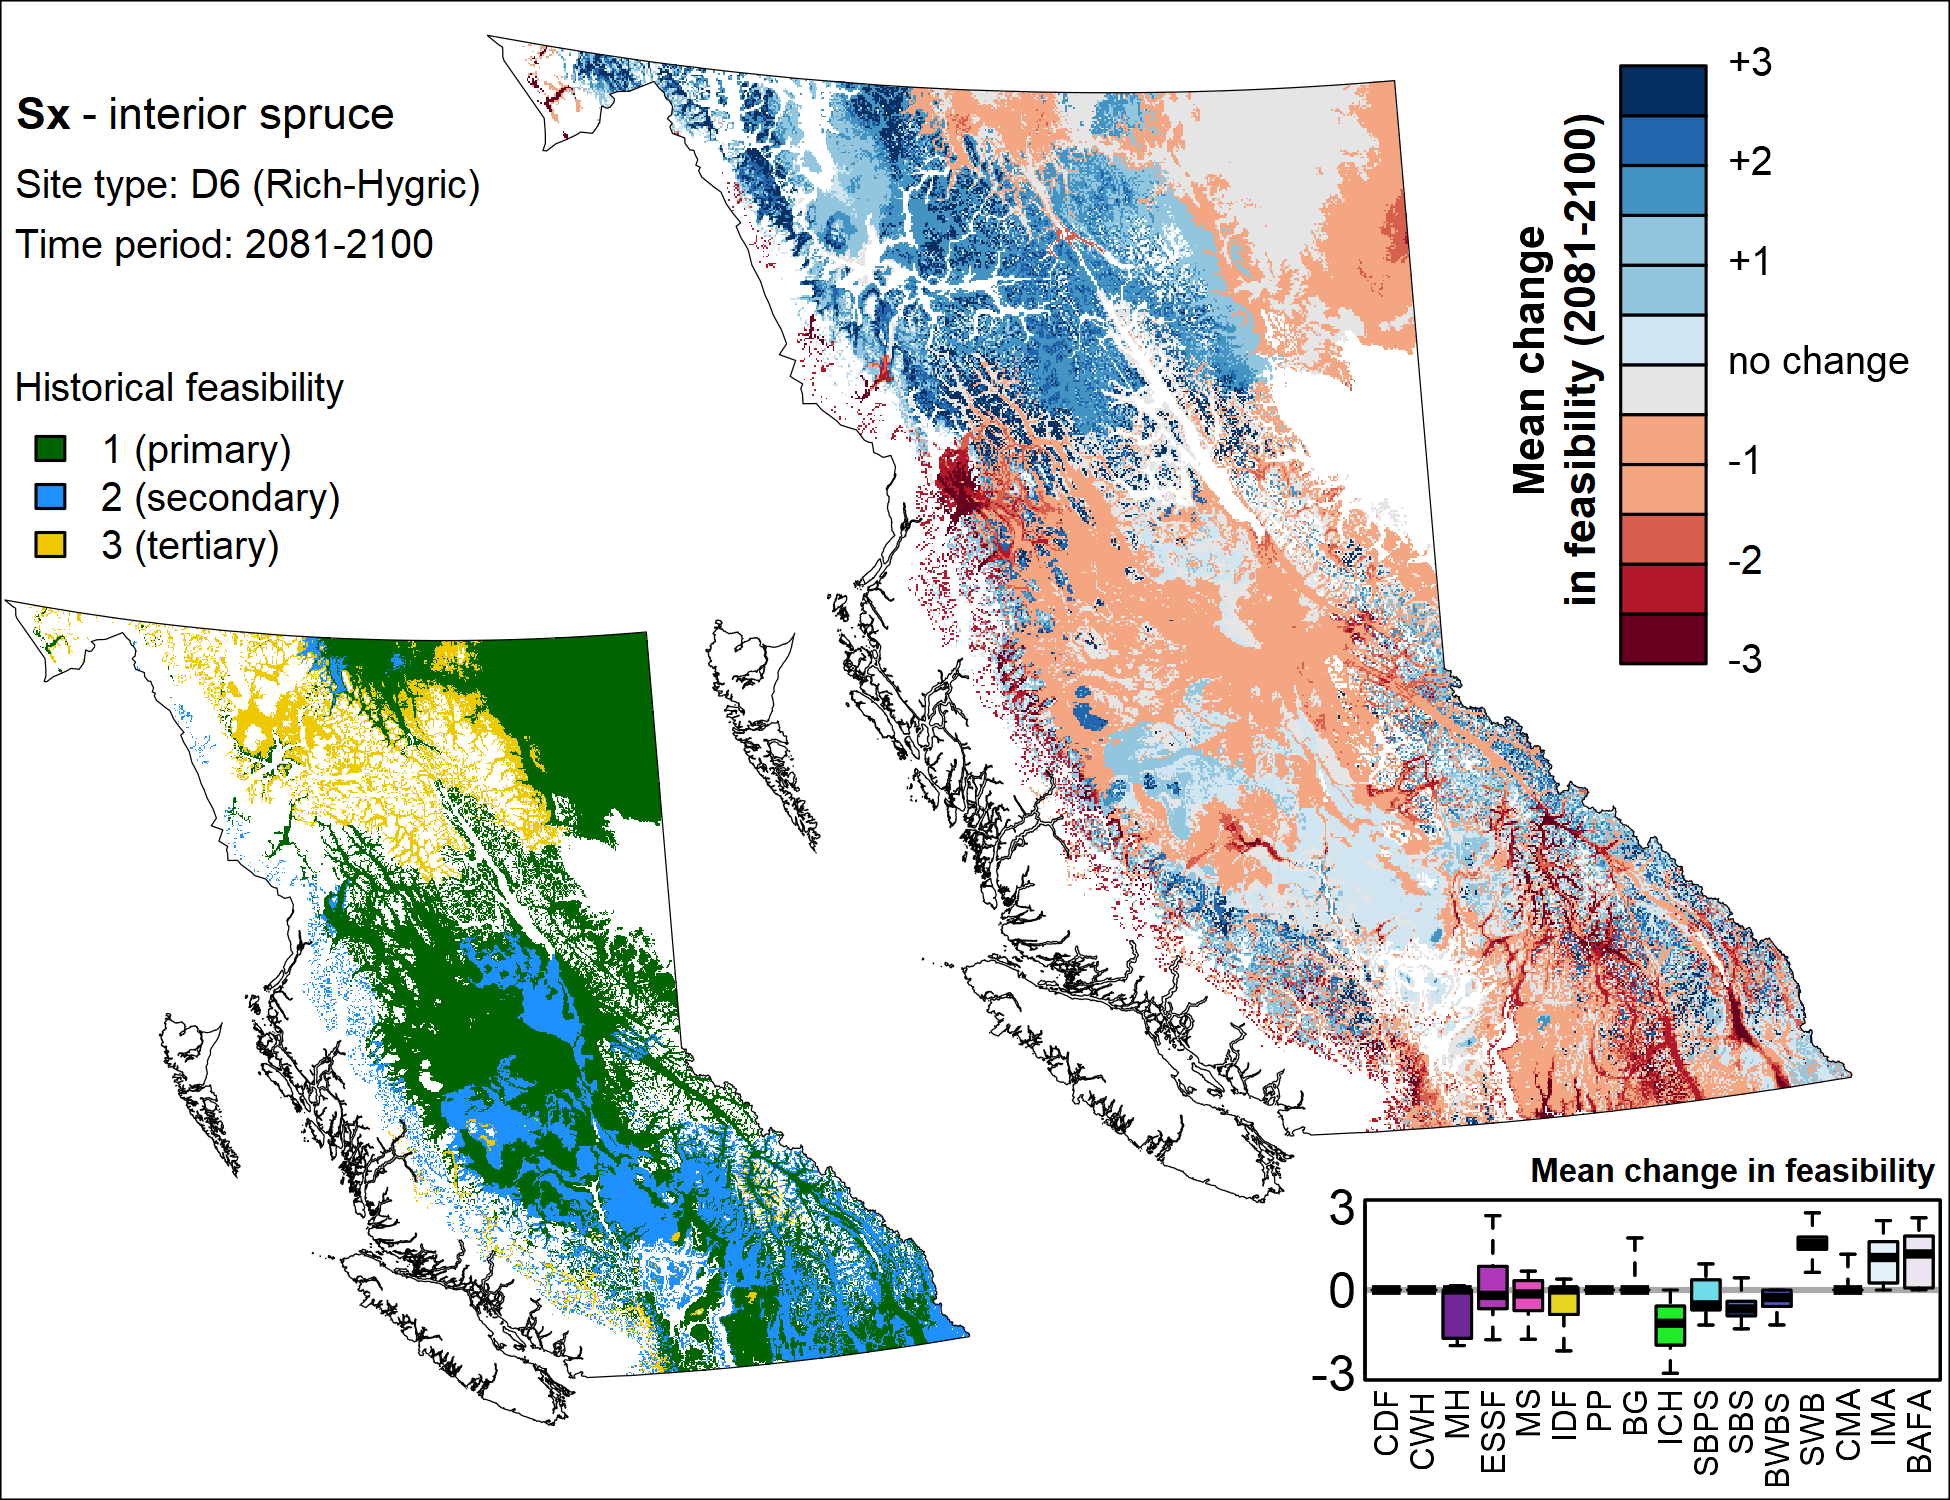 Sx - interior spruce
Site type: D6 (Rich-Hygric)
Time period: 2081-2100
Historical feasibility
1 (primary)
2 (secondary)
3 (tertiary)
Mean change
in feasibility (2081-2100)
+3
+2
+1
no change
-1
-2
-3
Mean change in feasibility
3
0
-3
CDF
CWH
MH
ESSF
MS
IDF
PP
BG
ICH
SBPS
SBS
BWBS
SWB
CMA
IMA
BAFA